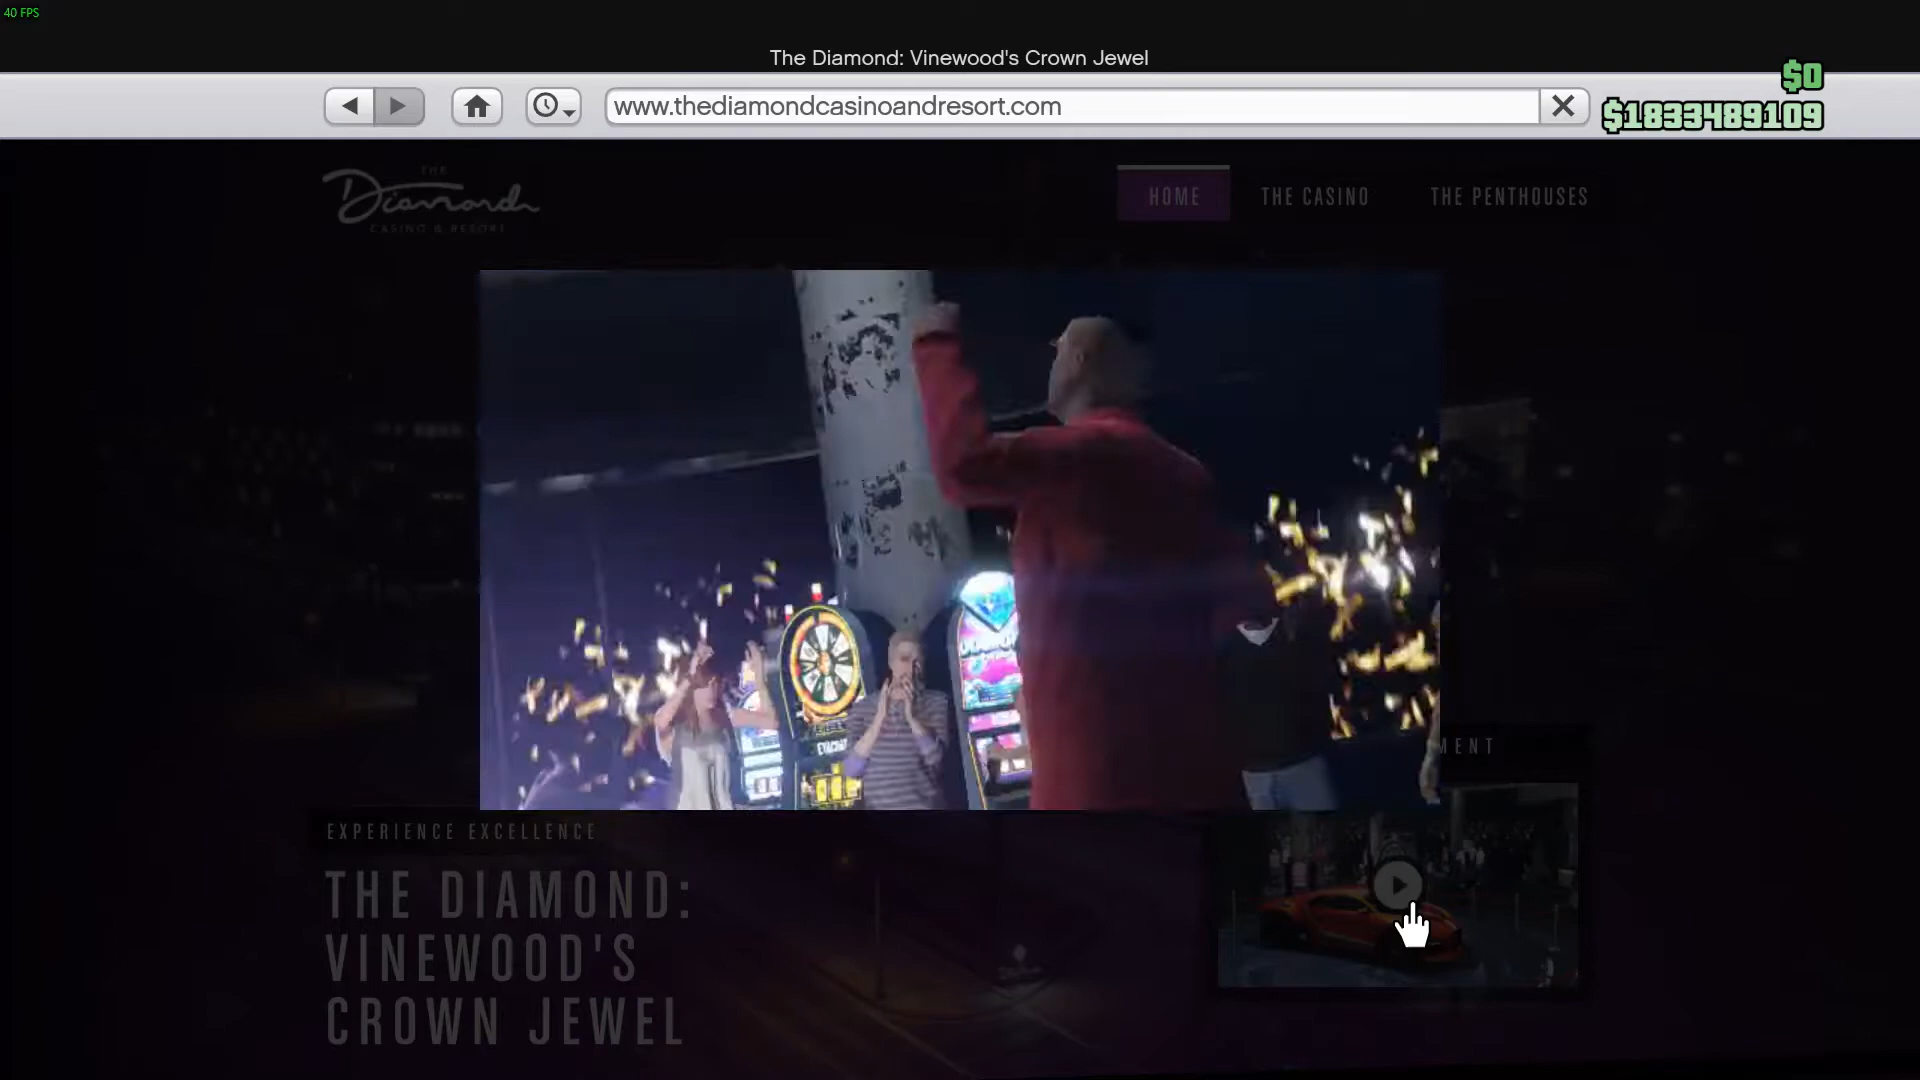 40 FPS
The Diamond: Vinewood's Crown Jewel
$0
www.thediamondcasinoandresort.com
$1833489109
THE
Diamond
CASINO & RESORT
HOME
THE CASINO
THE PENTHOUSES
MENT
EXPERIENCE EXCELLENCE
THE DIAMOND:
VINEWOOD'S
CROWN JEWEL